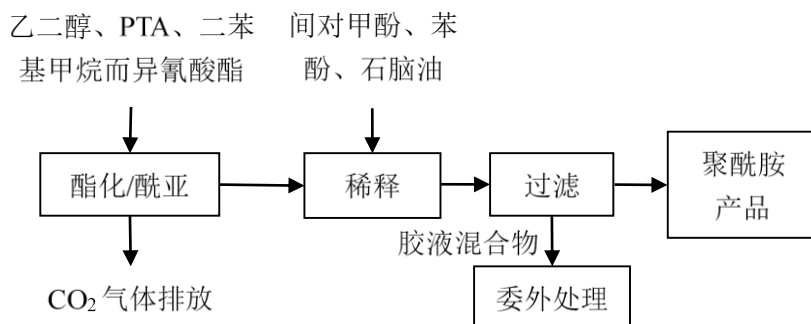 乙二醇、PTA、二苯
基甲烷而异氰酸酯
间对甲酚、苯
酚、石脑油
酯化/酰亚
稀释
过滤
聚酰胺
产品
胶液混合物
CO₂ 气体排放
委外处理